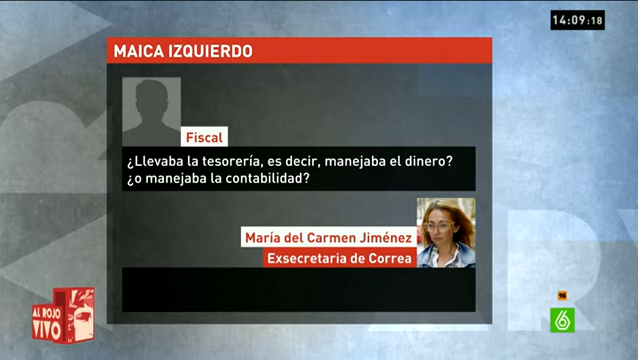 14:09:18
MAICA IZQUIERDO
Fiscal
¿Llevaba la tesorería, es decir, manejaba el dinero?
¿o manejaba la contabilidad?
María del Carmen Jiménez
Exsecretaria de Correa
AL ROJO
VIVO
16
6